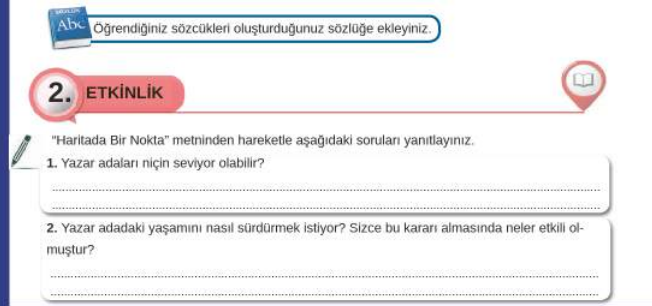 SÖZLÜK
Abc
Öğrendiğiniz sözcükleri oluşturduğunuz sözlüğe ekleyiniz.
2. ETKİNLİK
“Haritada Bir Nokta” metninden hareketle aşağıdaki soruları yanıtlayınız.
1. Yazar adaları niçin seviyor olabilir?
2. Yazar adadaki yaşamını nasıl sürdürmek istiyor? Sizce bu kararı almasında neler etkili ol-
muştur?